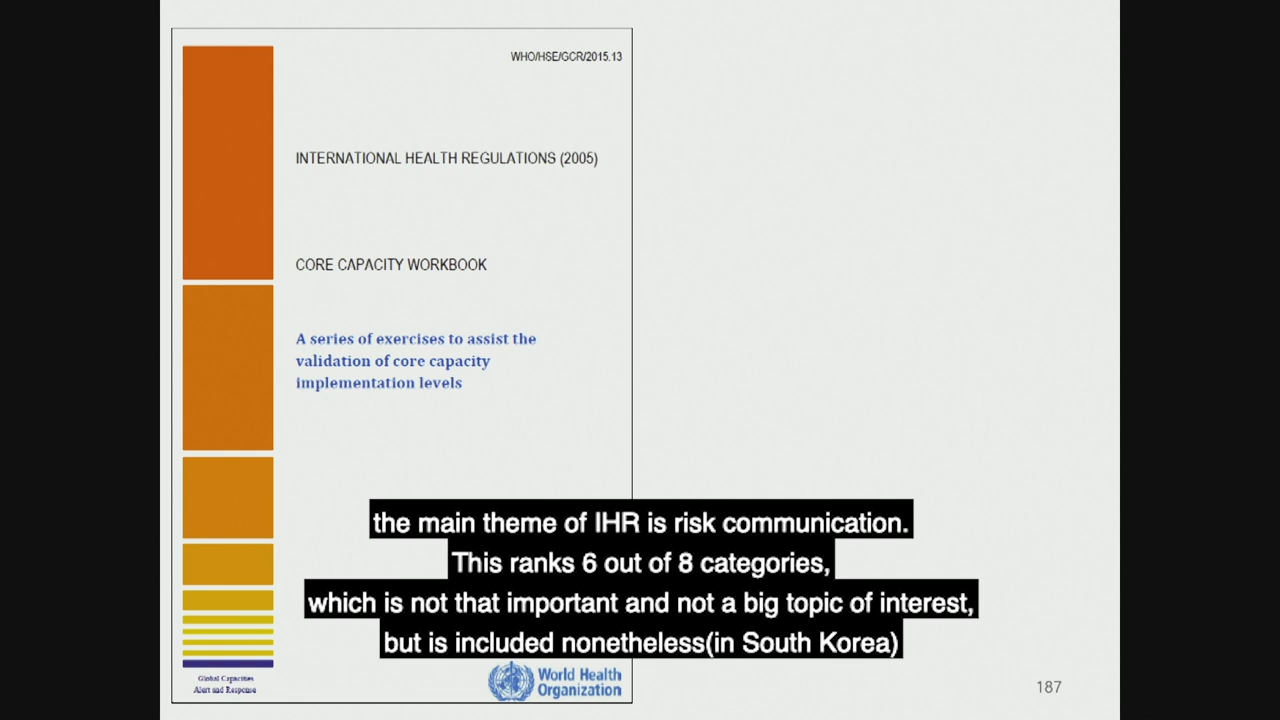 WHO/HSE/GCR/2015.13
INTERNATIONAL HEALTH REGULATIONS (2005)
CORE CAPACITY WORKBOOK
A series of exercises to assist the
validation of core capacity
implementation levels
the main theme of IHR is risk communication.
This ranks 6 out of 8 categories,
which is not that important and not a big topic of interest,
but is included nonetheless(in South Korea)
Global Capacities
Alert and Response
World Health
Organization
187